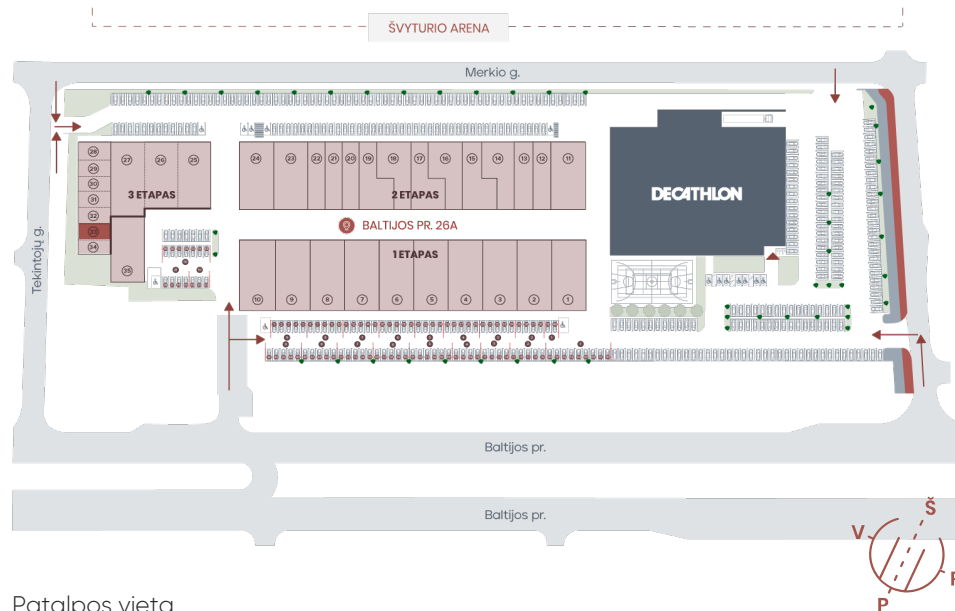 ŠVYTURIO ARENA
Merkio g.
Tekintojų g.
28
29
30
31
32
33
34
27
26
25
3 ETAPAS
35
24
23
22
21
20
19
18
17
16
15
14
13
12
11
2 ETAPAS
BALTIJOS PR. 26A
1 ETAPAS
10
9
8
7
6
5
4
3
2
1
DECATHLON
Baltijos pr.
Baltijos pr.
Š
V
P
Patalpos vieta